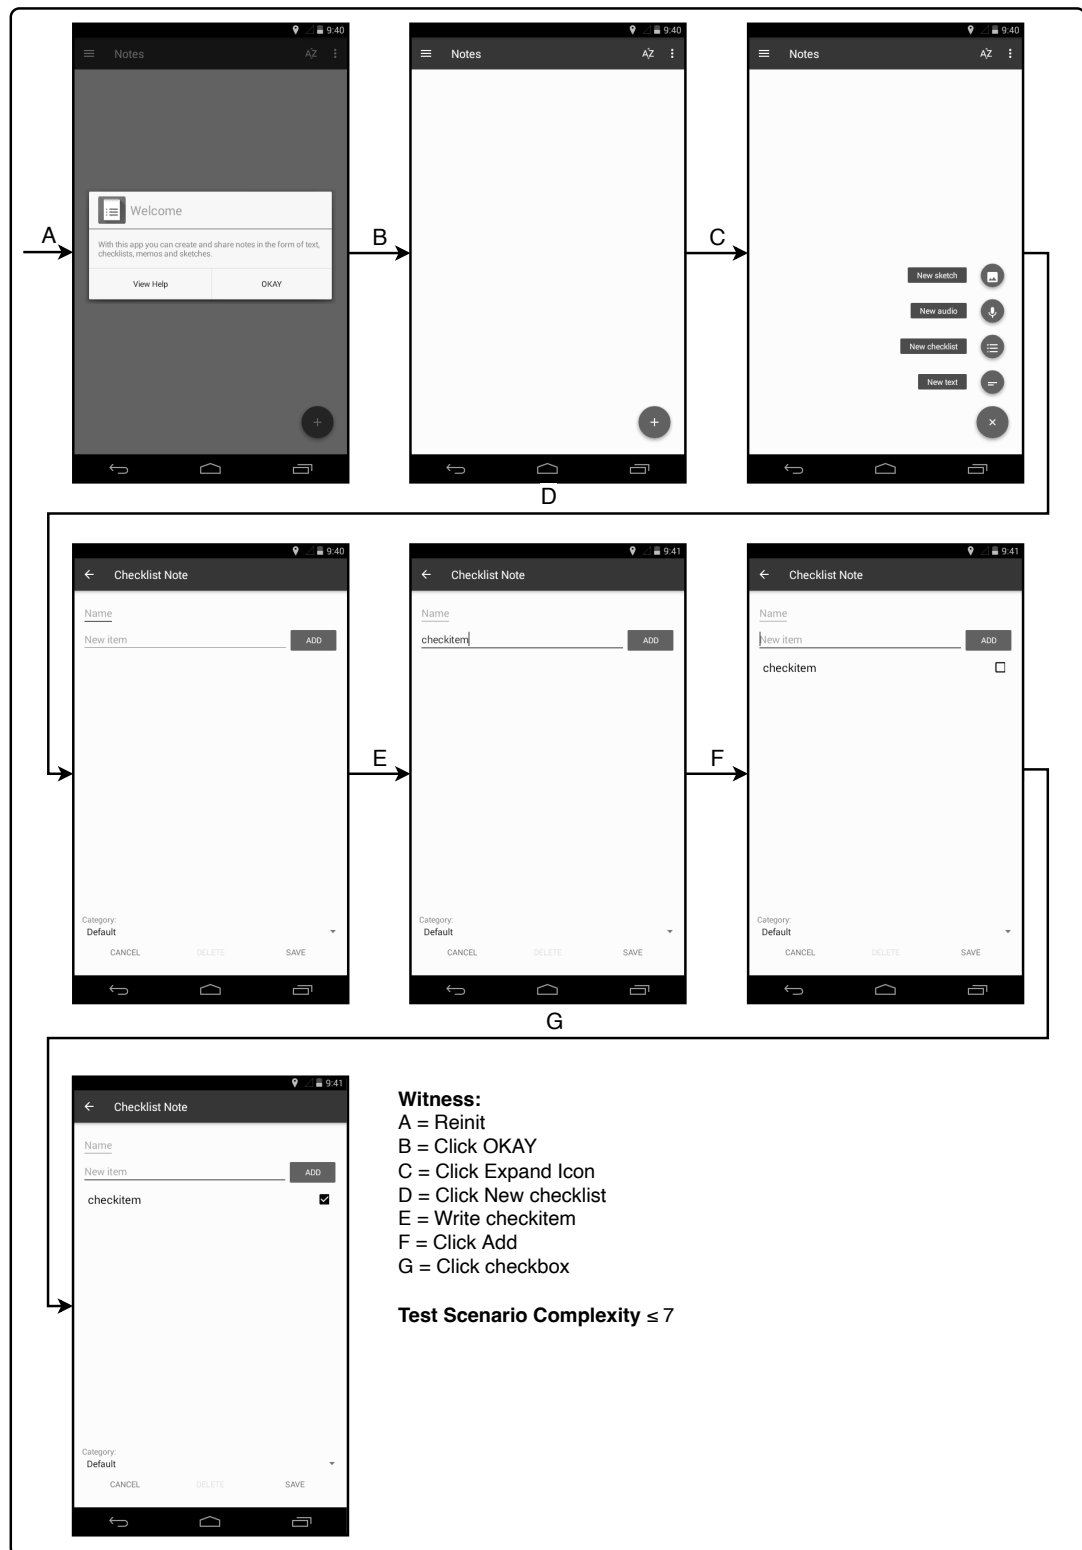 9:40
Notes
AZ
Welcome
With this app you can create and share notes in the form of text,
checklists, memos and sketches.
View Help
OKAY
A
9:40
Notes
AZ
B
9:40
Notes
AZ
New sketch
New audio
New checklist
New text
C
D
9:40
Checklist Note
Name
New item
ADD
Category:
Default
CANCEL
DELETE
SAVE
E
9:41
Checklist Note
Name
checkitem
ADD
Category:
Default
CANCEL
DELETE
SAVE
F
9:41
Checklist Note
Name
New item
ADD
checkitem
Category:
Default
CANCEL
DELETE
SAVE
G
9:41
Checklist Note
Name
New item
ADD
checkitem
Category:
Default
CANCEL
DELETE
SAVE
Witness:
A = Reinit
B = Click OKAY
C = Click Expand Icon
D = Click New checklist
E = Write checkitem
F = Click Add
G = Click checkbox
Test Scenario Complexity ≤ 7